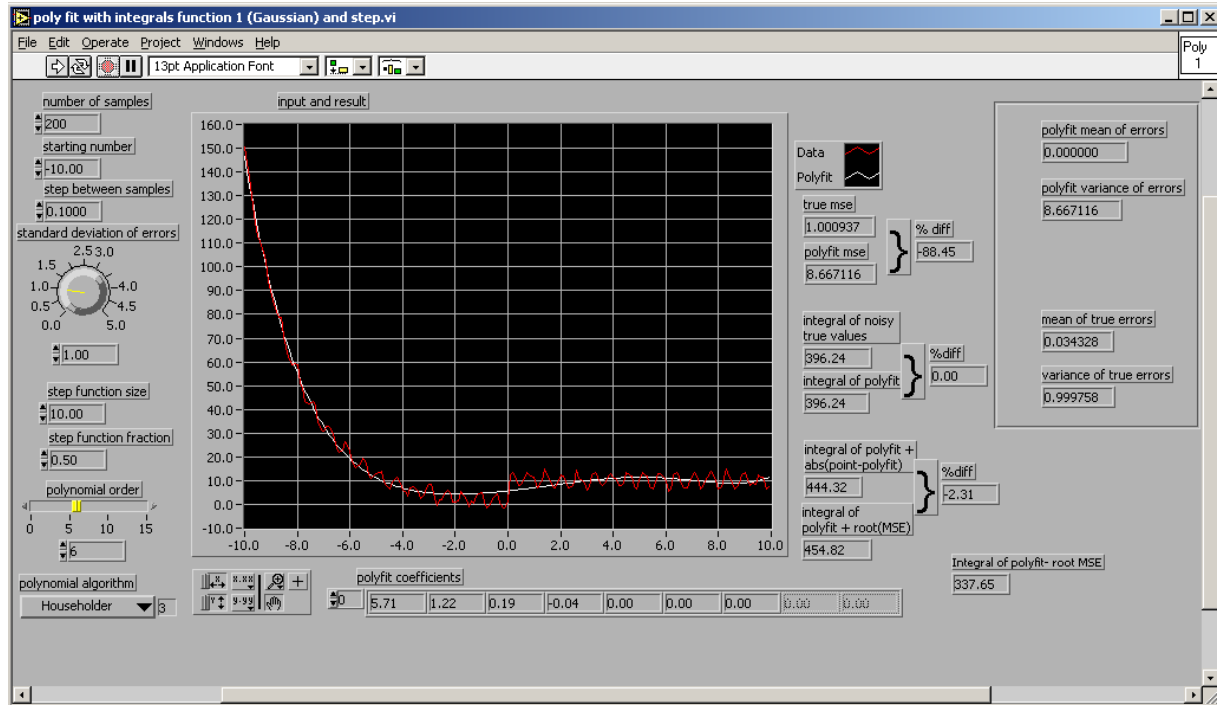 poly fit with integrals function 1 (Gaussian) and step.vi
File Edit Operate Project Windows Help
13pt Application Font
Poly
1
number of samples
200
starting number
-10.00
step between samples
0.1000
standard deviation of errors
0.0 0.5 1.0 1.5 2.5 3.0 4.0 4.5 5.0
1.00
step function size
10.00
step function fraction
0.50
polynomial order
0 5 10 15
6
polynomial algorithm
Householder 3
input and result
160.0
150.0
140.0
130.0
120.0
110.0
100.0
90.0
80.0
70.0
60.0
50.0
40.0
30.0
20.0
10.0
0.0
-10.0
-10.0 -8.0 -6.0 -4.0 -2.0 0.0 2.0 4.0 6.0 8.0 10.0
x.xx
y.yy
polyfit coefficients
0 5.71 1.22 0.19 -0.04 0.00 0.00 0.00 0.00 0.00
Data
Polyfit
true mse
1.000937
polyfit mse
8.667116
% diff
-88.45
integral of noisy
true values
396.24
integral of polyfit
396.24
%diff
0.00
integral of polyfit +
abs(point-polyfit)
444.32
integral of
polyfit + root(MSE)
454.82
%diff
-2.31
Integral of polyfit- root MSE
337.65
polyfit mean of errors
0.000000
polyfit variance of errors
8.667116
mean of true errors
0.034328
variance of true errors
0.999758